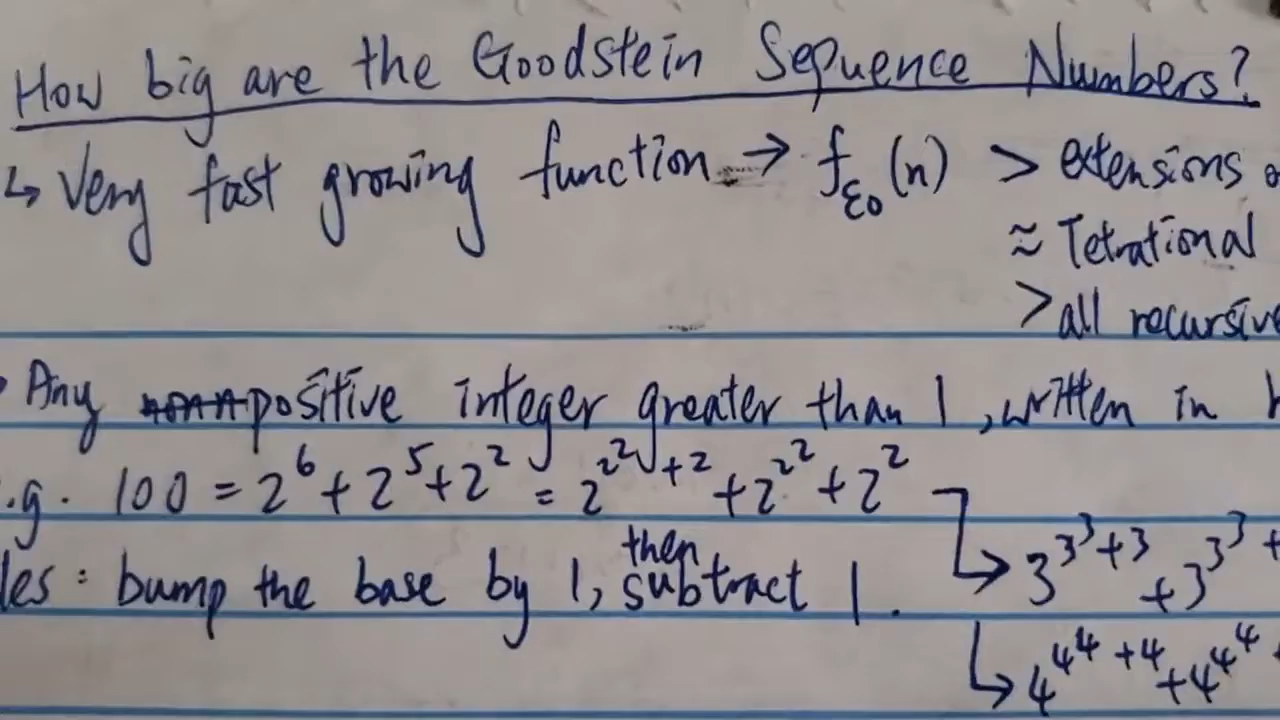 How big are the Goodstein Sequence Numbers?
↳ Very fast growing function → f_{ε₀}(n) > extensions
≈ Tetrational
> all recursive
Any positive integer greater than 1, written in
.g. 100 = 2^6 + 2^5 + 2^2 = 2^{2^2+2} + 2^{2^2} + 2^2
↳ 3^{3^3+3} + 3^{3^3} +
les: bump the base by 1, then subtract 1.
↳ 4^{4^4+4} + 4^{4^4}